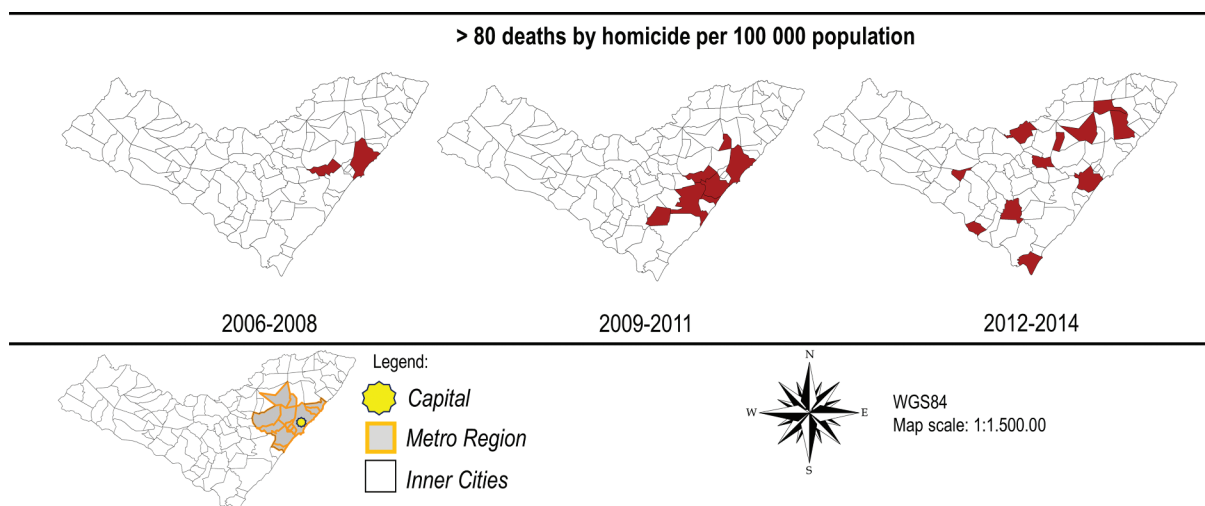 > 80 deaths by homicide per 100 000 population
2006-2008
2009-2011
2012-2014
Legend:
Capital
Metro Region
Inner Cities
N
W
E
S
WGS84
Map scale: 1:1.500.00